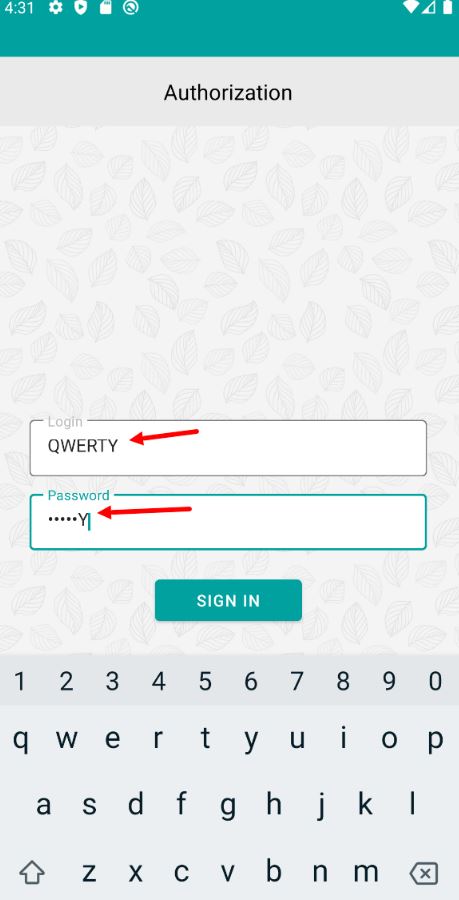 4:31
Authorization
Login
QWERTY
Password
•••••Y
SIGN IN
1 2 3 4 5 6 7 8 9 0
q w e r t y u i o p
a s d f g h j k l
z x c v b n m